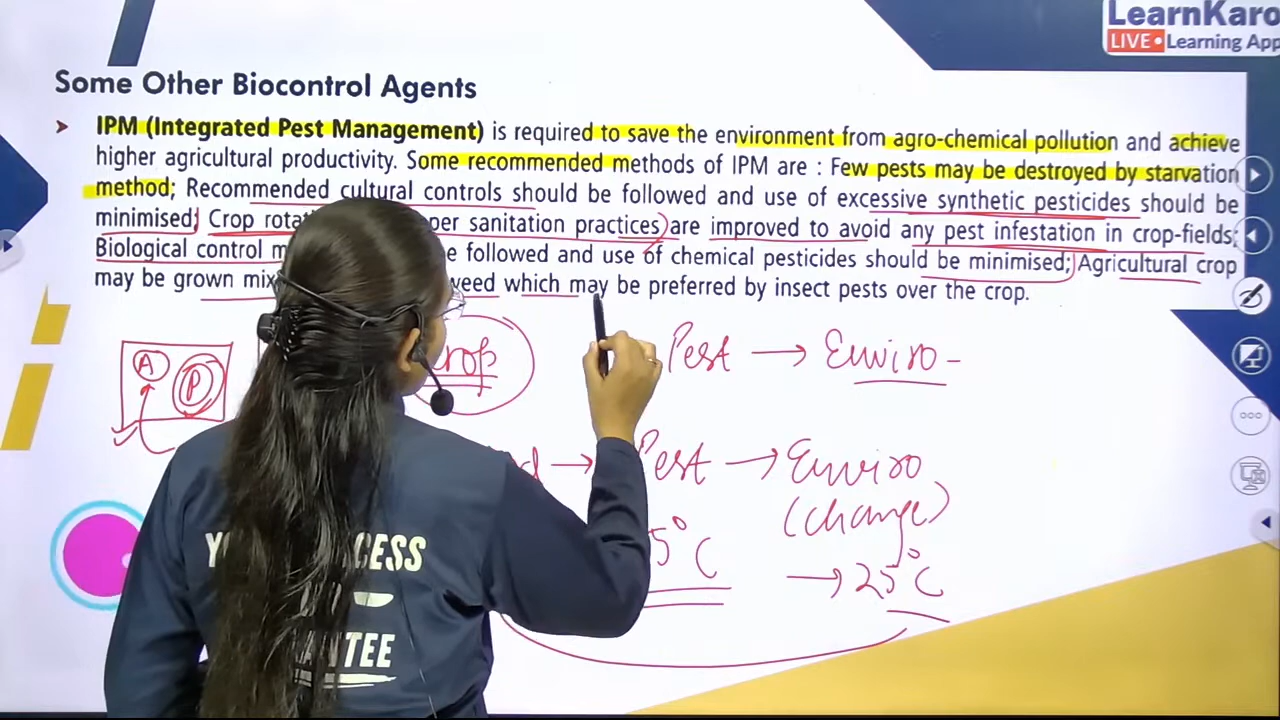 LearnKaro
LIVE • Learning App
Some Other Biocontrol Agents
➤ IPM (Integrated Pest Management) is required to save the environment from agro-chemical pollution and achieve
higher agricultural productivity. Some recommended methods of IPM are : Few pests may be destroyed by starvation
method; Recommended cultural controls should be followed and use of excessive synthetic pesticides should be
minimised; Crop sanitation practices are improved to avoid any pest infestation in crop-fields;
Biological control followed and use of chemical pesticides should be minimised; Agricultural crop
may be grown which may be preferred by insect pests over the crop.
A P
Pest → Enviro -
→ Pest → Enviro
(change)
5°C → 25°C